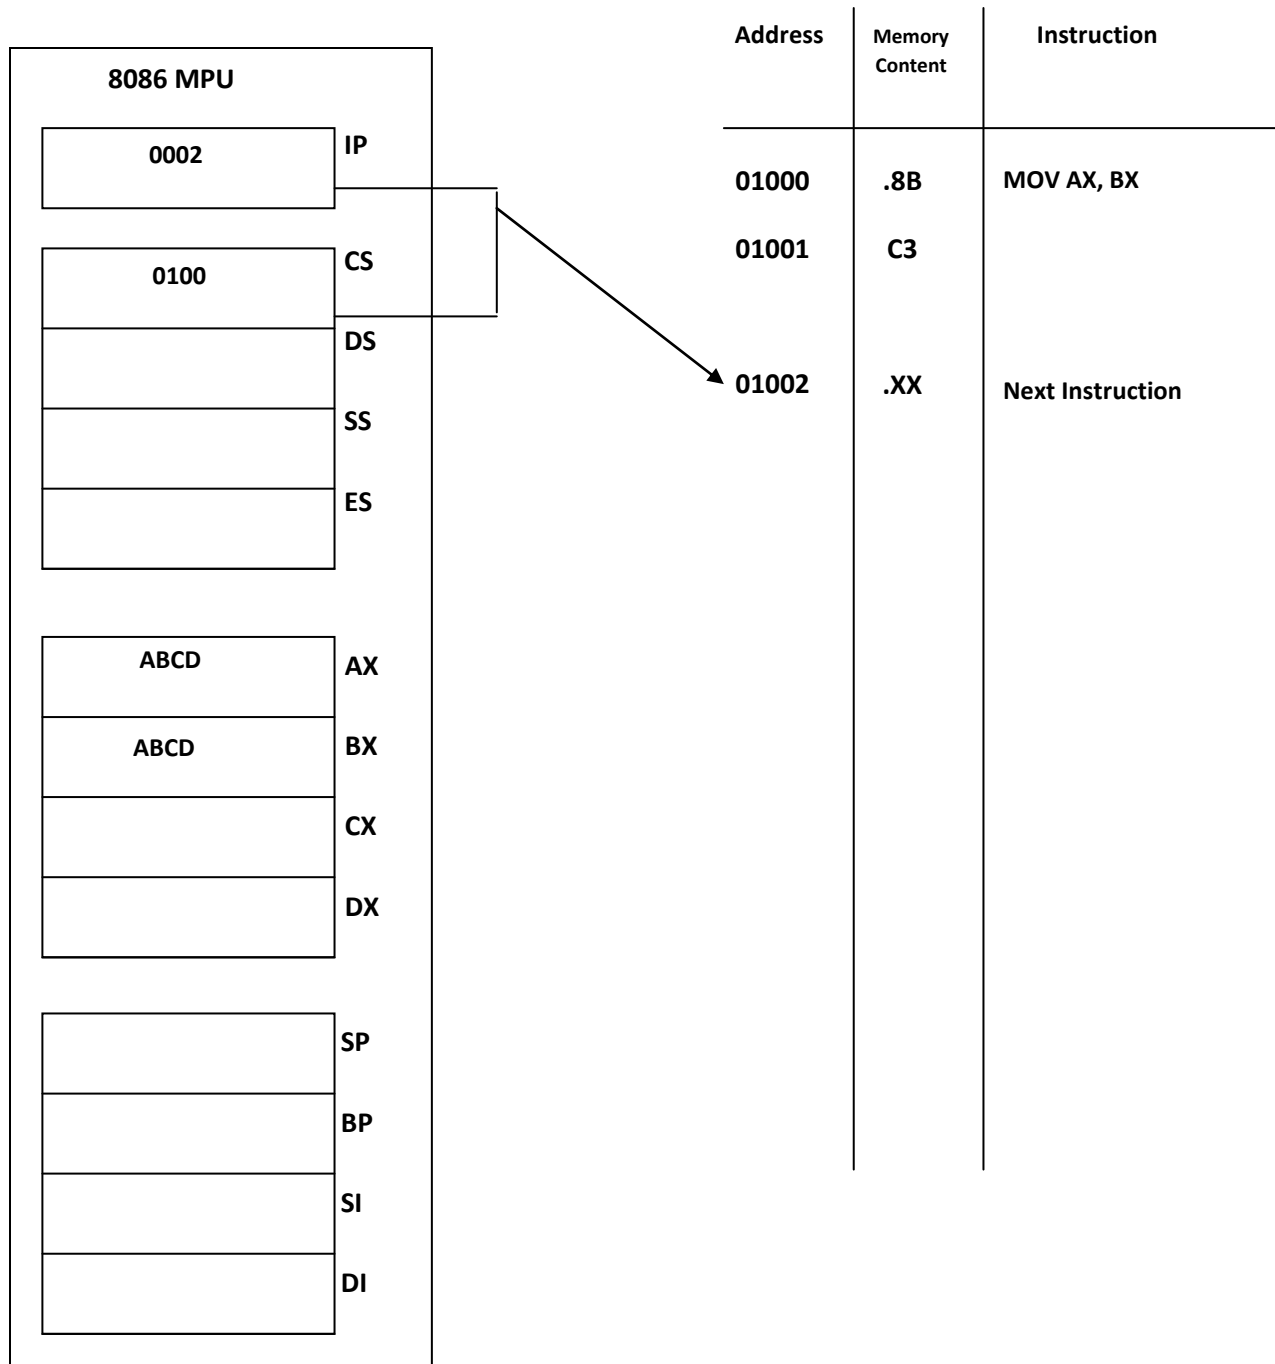 8086 MPU
0002 IP
0100 CS
DS
SS
ES
ABCD AX
ABCD BX
CX
DX
SP
BP
SI
DI
Address Memory Content Instruction
01000 .8B MOV AX, BX
01001 C3
01002 .XX Next Instruction